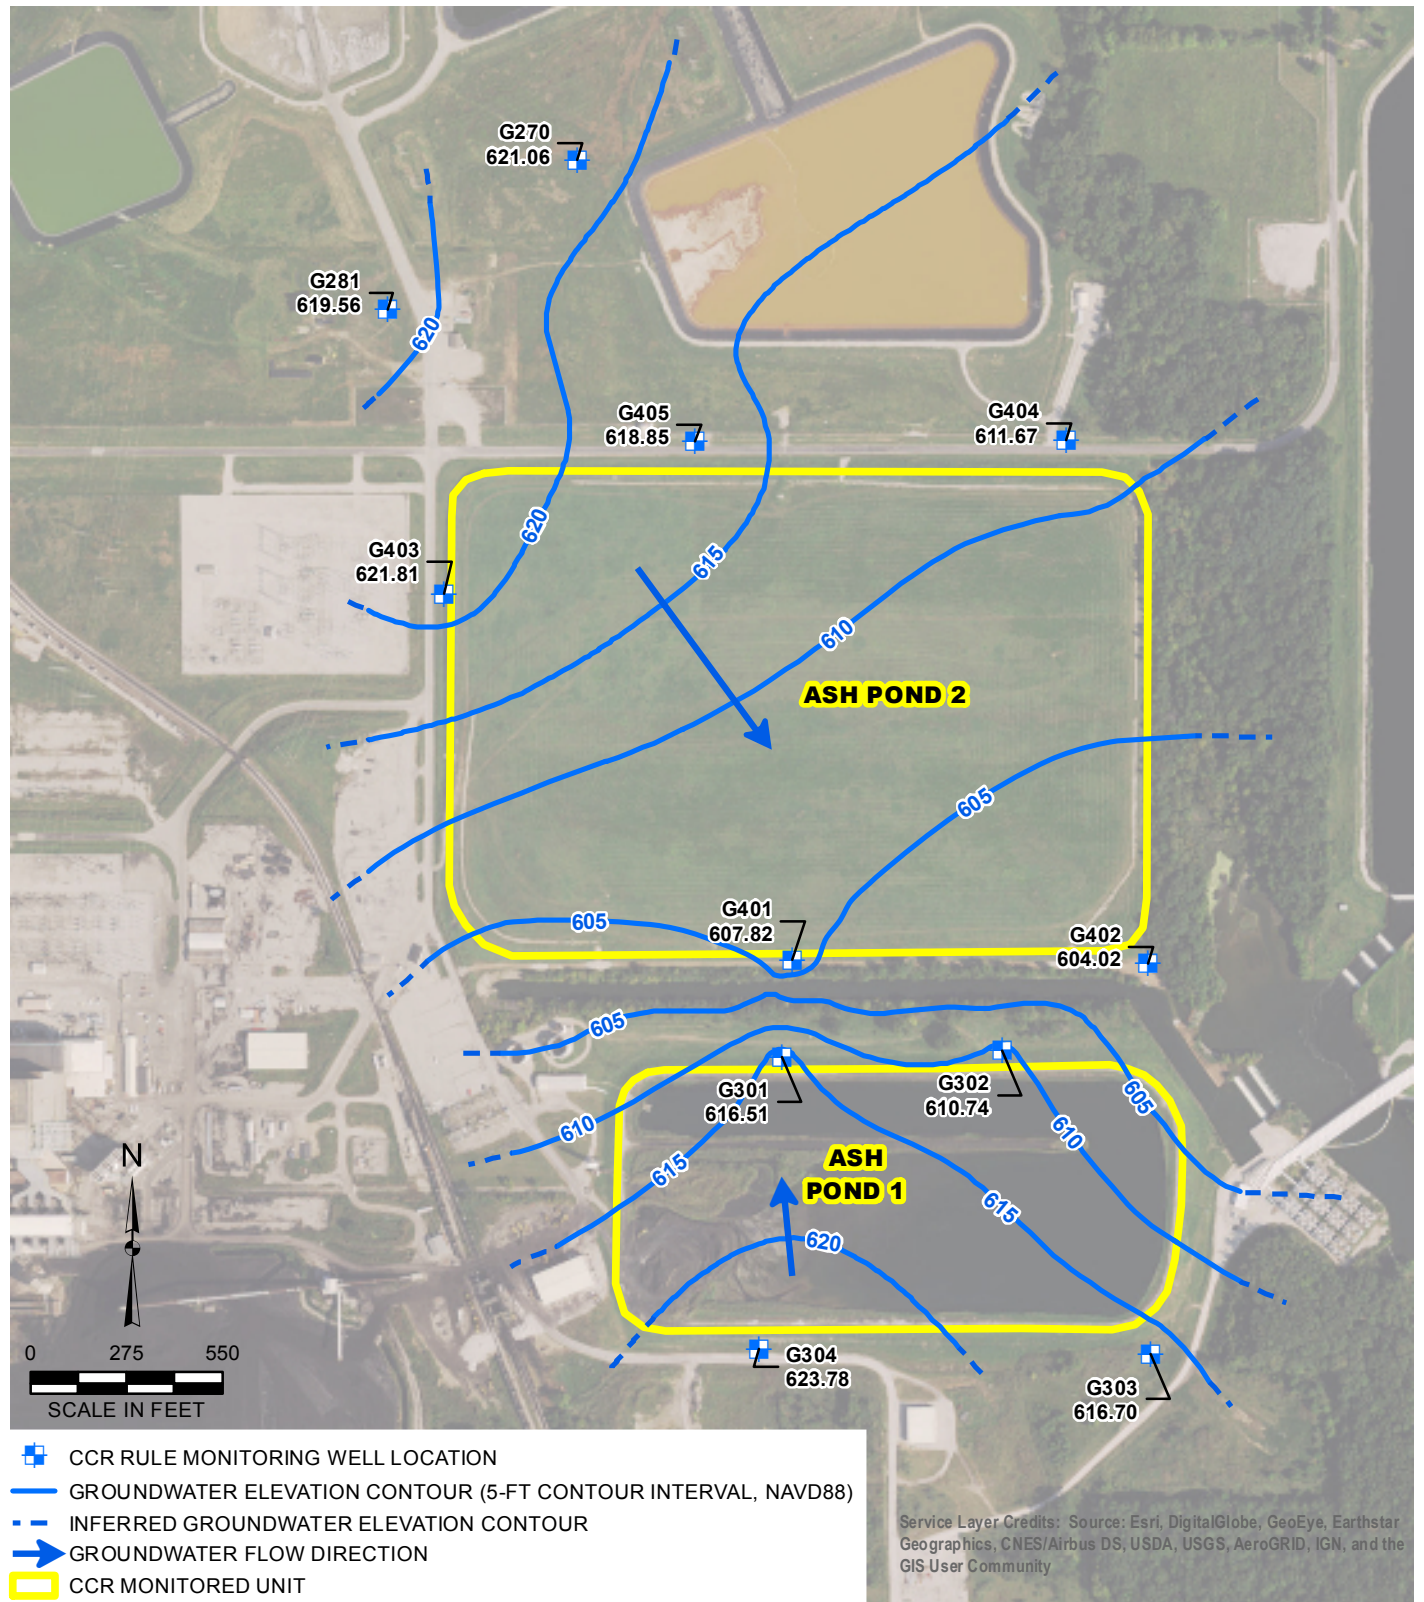 G270
621.06
G281
619.56
620
G405
618.85
G404
611.67
620
G403
621.81
615
610
ASH POND 2
605
G401
607.82
605
G402
604.02
605
G301
616.51
G302
610.74
605
610
610
ASH
POND 1
615
615
620
N
0 275 550
SCALE IN FEET
G304
623.78
G303
616.70
CCR RULE MONITORING WELL LOCATION
GROUNDWATER ELEVATION CONTOUR (5-FT CONTOUR INTERVAL, NAVD88)
INFERRED GROUNDWATER ELEVATION CONTOUR
GROUNDWATER FLOW DIRECTION
CCR MONITORED UNIT
Service Layer Credits: Source: Esri, DigitalGlobe, GeoEye, Earthstar
Geographics, CNES/Airbus DS, USDA, USGS, AeroGRID, IGN, and the
GIS User Community